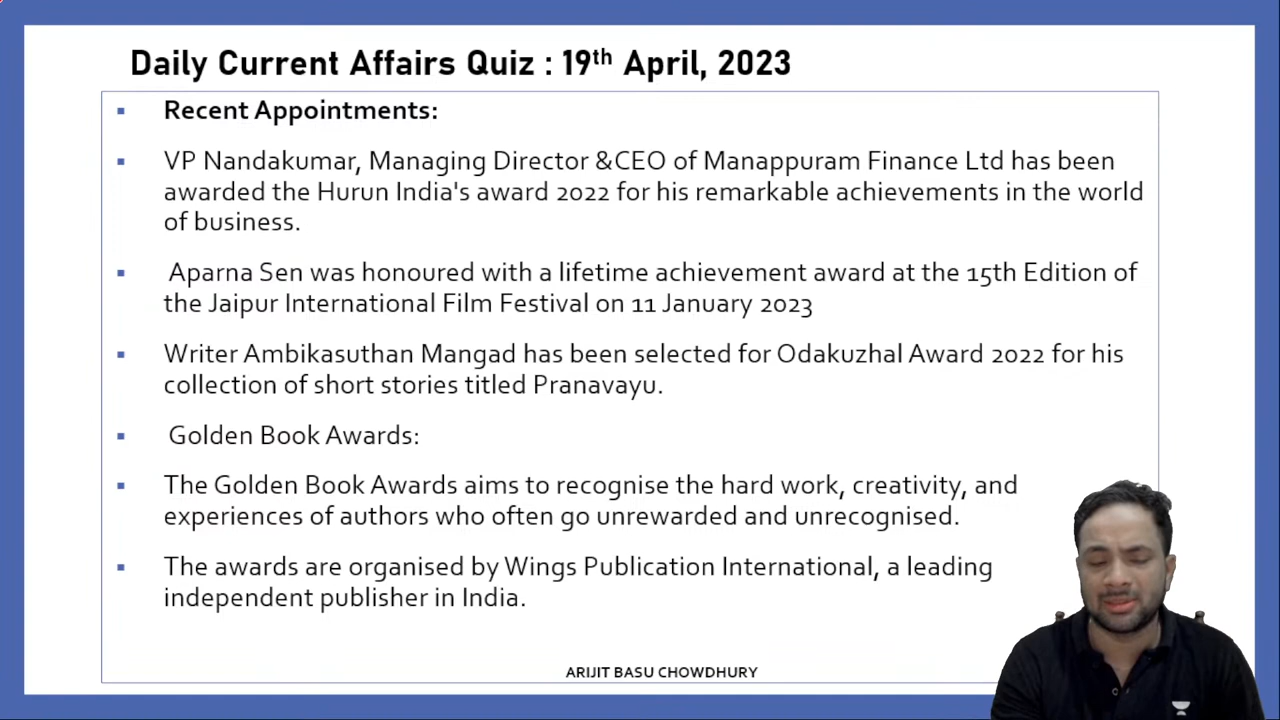 Daily Current Affairs Quiz : 19th April, 2023
Recent Appointments:
VP Nandakumar, Managing Director &CEO of Manappuram Finance Ltd has been
awarded the Hurun India's award 2022 for his remarkable achievements in the world
of business.
Aparna Sen was honoured with a lifetime achievement award at the 15th Edition of
the Jaipur International Film Festival on 11 January 2023
Writer Ambikasuthan Mangad has been selected for Odakuzhal Award 2022 for his
collection of short stories titled Pranavayu.
Golden Book Awards:
The Golden Book Awards aims to recognise the hard work, creativity, and
experiences of authors who often go unrewarded and unrecognised.
The awards are organised by Wings Publication International, a leading
independent publisher in India.
ARIJIT BASU CHOWDHURY